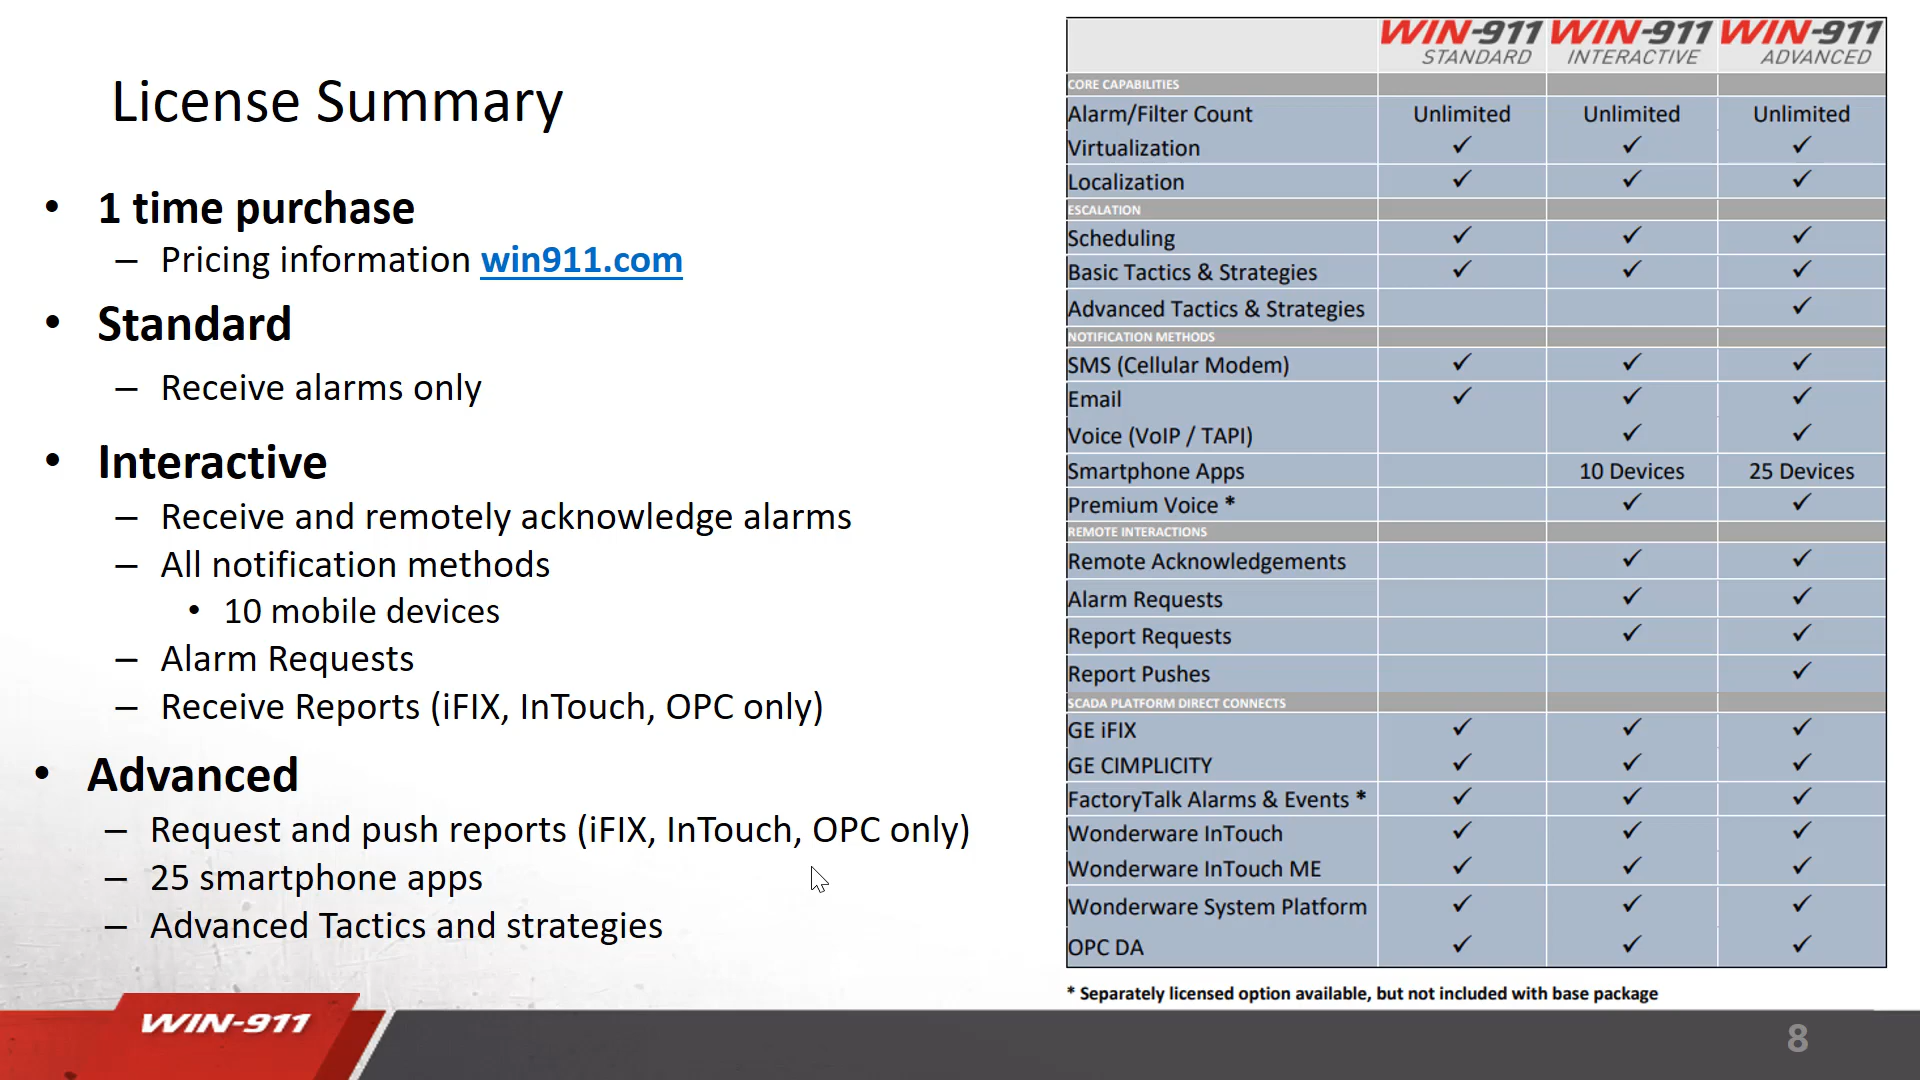 License Summary
• 1 time purchase
– Pricing information win911.com
• Standard
– Receive alarms only
• Interactive
– Receive and remotely acknowledge alarms
– All notification methods
• 10 mobile devices
– Alarm Requests
– Receive Reports (iFIX, InTouch, OPC only)
• Advanced
– Request and push reports (iFIX, InTouch, OPC only)
– 25 smartphone apps
– Advanced Tactics and strategies
WIN-911 STANDARD WIN-911 INTERACTIVE WIN-911 ADVANCED
CORE CAPABILITIES
Alarm/Filter Count Unlimited Unlimited Unlimited
Virtualization ✓ ✓ ✓
Localization ✓ ✓ ✓
ESCALATION
Scheduling ✓ ✓ ✓
Basic Tactics & Strategies ✓ ✓ ✓
Advanced Tactics & Strategies ✓
NOTIFICATION METHODS
SMS (Cellular Modem) ✓ ✓ ✓
Email ✓ ✓ ✓
Voice (VoIP / TAPI) ✓ ✓
Smartphone Apps 10 Devices 25 Devices
Premium Voice * ✓ ✓
REMOTE INTERACTIONS
Remote Acknowledgements ✓ ✓
Alarm Requests ✓ ✓
Report Requests ✓ ✓
Report Pushes ✓
SCADA PLATFORM DIRECT CONNECTS
GE iFIX ✓ ✓ ✓
GE CIMPLICITY ✓ ✓ ✓
FactoryTalk Alarms & Events * ✓ ✓ ✓
Wonderware InTouch ✓ ✓ ✓
Wonderware InTouch ME ✓ ✓ ✓
Wonderware System Platform ✓ ✓ ✓
OPC DA ✓ ✓ ✓
* Separately licensed option available, but not included with base package
WIN-911
8